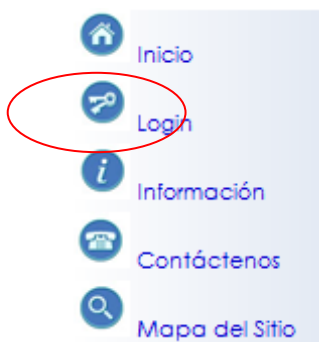 Inicio
Login
Información
Contáctenos
Mapa del Sitio